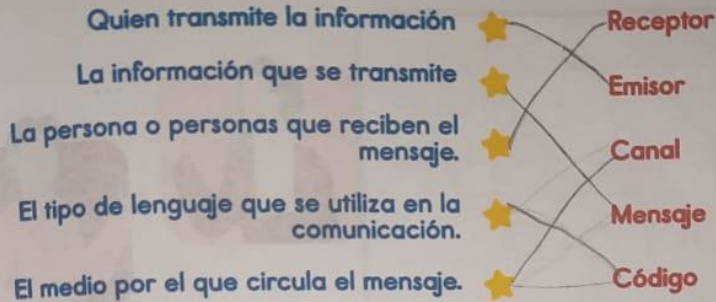 Quien transmite la información
Receptor
La información que se transmite
Emisor
La persona o personas que reciben el
mensaje.
Canal
El tipo de lenguaje que se utiliza en la
comunicación.
Mensaje
El medio por el que circula el mensaje.
Código